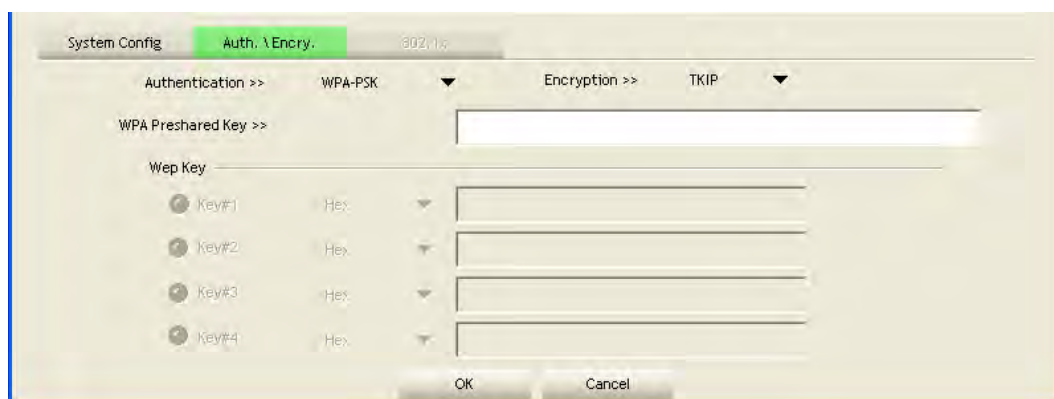 System Config Auth. \ Encry. 802.1x
Authentication >> WPA-PSK Encryption >> TKIP
WPA Preshared Key >>
Wep Key
Key#1 Hex
Key#2 Hex
Key#3 Hex
Key#4 Hex
OK Cancel